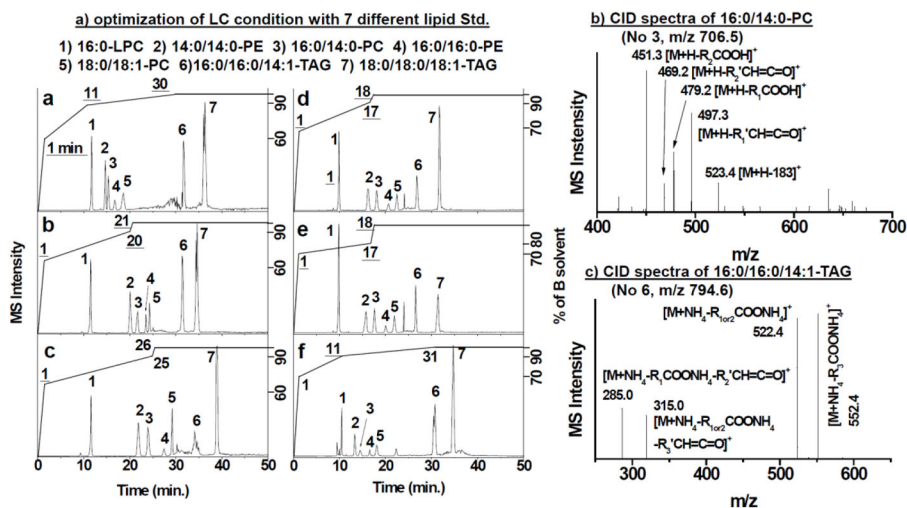 a) optimization of LC condition with 7 different lipid Std.
1) 16:0-LPC 2) 14:0/14:0-PE 3) 16:0/14:0-PC 4) 16:0/16:0-PE
5) 18:0/18:1-PC 6)16:0/16:0/14:1-TAG 7) 18:0/18:0/18:1-TAG
a
11
30
1 min
1
2
3
4
5
6
7
90
60
b
1
21
20
1
2
3
4
5
6
7
90
60
c
1
26
25
1
2
3
4
5
6
7
90
70
0 10 20 30 40 50
Time (min.)
MS Intensity
d
18
17
1
1
2
3
4
5
6
7
90
70
e
18
17
1
1
2
3
4
5
6
7
90
80
f
11
31
1
1
2
3
4
5
6
7
90
70
0 10 20 30 40 50
Time (min.)
% of B solvent
b) CID spectra of 16:0/14:0-PC
(No 3, m/z 706.5)
451.3 [M+H-R2COOH]+
469.2 [M+H-R2'CH=C=O]+
479.2 [M+H-R1COOH]+
497.3
[M+H-R1'CH=C=O]+
523.4 [M+H-183]+
MS Instensity
400 500 600 700
m/z
c) CID spectra of 16:0/16:0/14:1-TAG
(No 6, m/z 794.6)
[M+NH4-R1or2COONH4]+
522.4
[M+NH4-R1COONH4-R2'CH=C=O]+
285.0
315.0
[M+NH4-R1or2COONH4
-R3'CH=C=O]+
[M+NH4-R3COONH4]+
552.4
MS Intensity
300 400 500 600
m/z